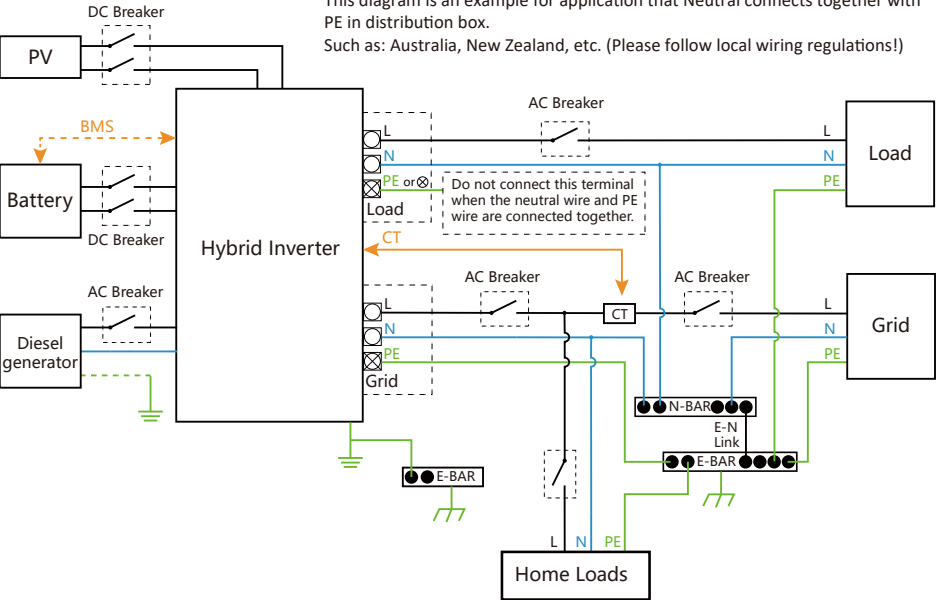 This diagram is an example for application that Neutral connects together with
PE in distribution box.
Such as: Australia, New Zealand, etc. (Please follow local wiring regulations!)
DC Breaker
PV
BMS
Battery
DC Breaker
AC Breaker
Diesel
generator
Hybrid Inverter
L
N
PE or
Load
Do not connect this terminal
when the neutral wire and PE
wire are connected together.
CT
AC Breaker
L
N
PE
Load
AC Breaker
CT
AC Breaker
L
N
PE
Grid
L
N
PE
Grid
N-BAR
E-N
Link
E-BAR
E-BAR
L
N
PE
Home Loads